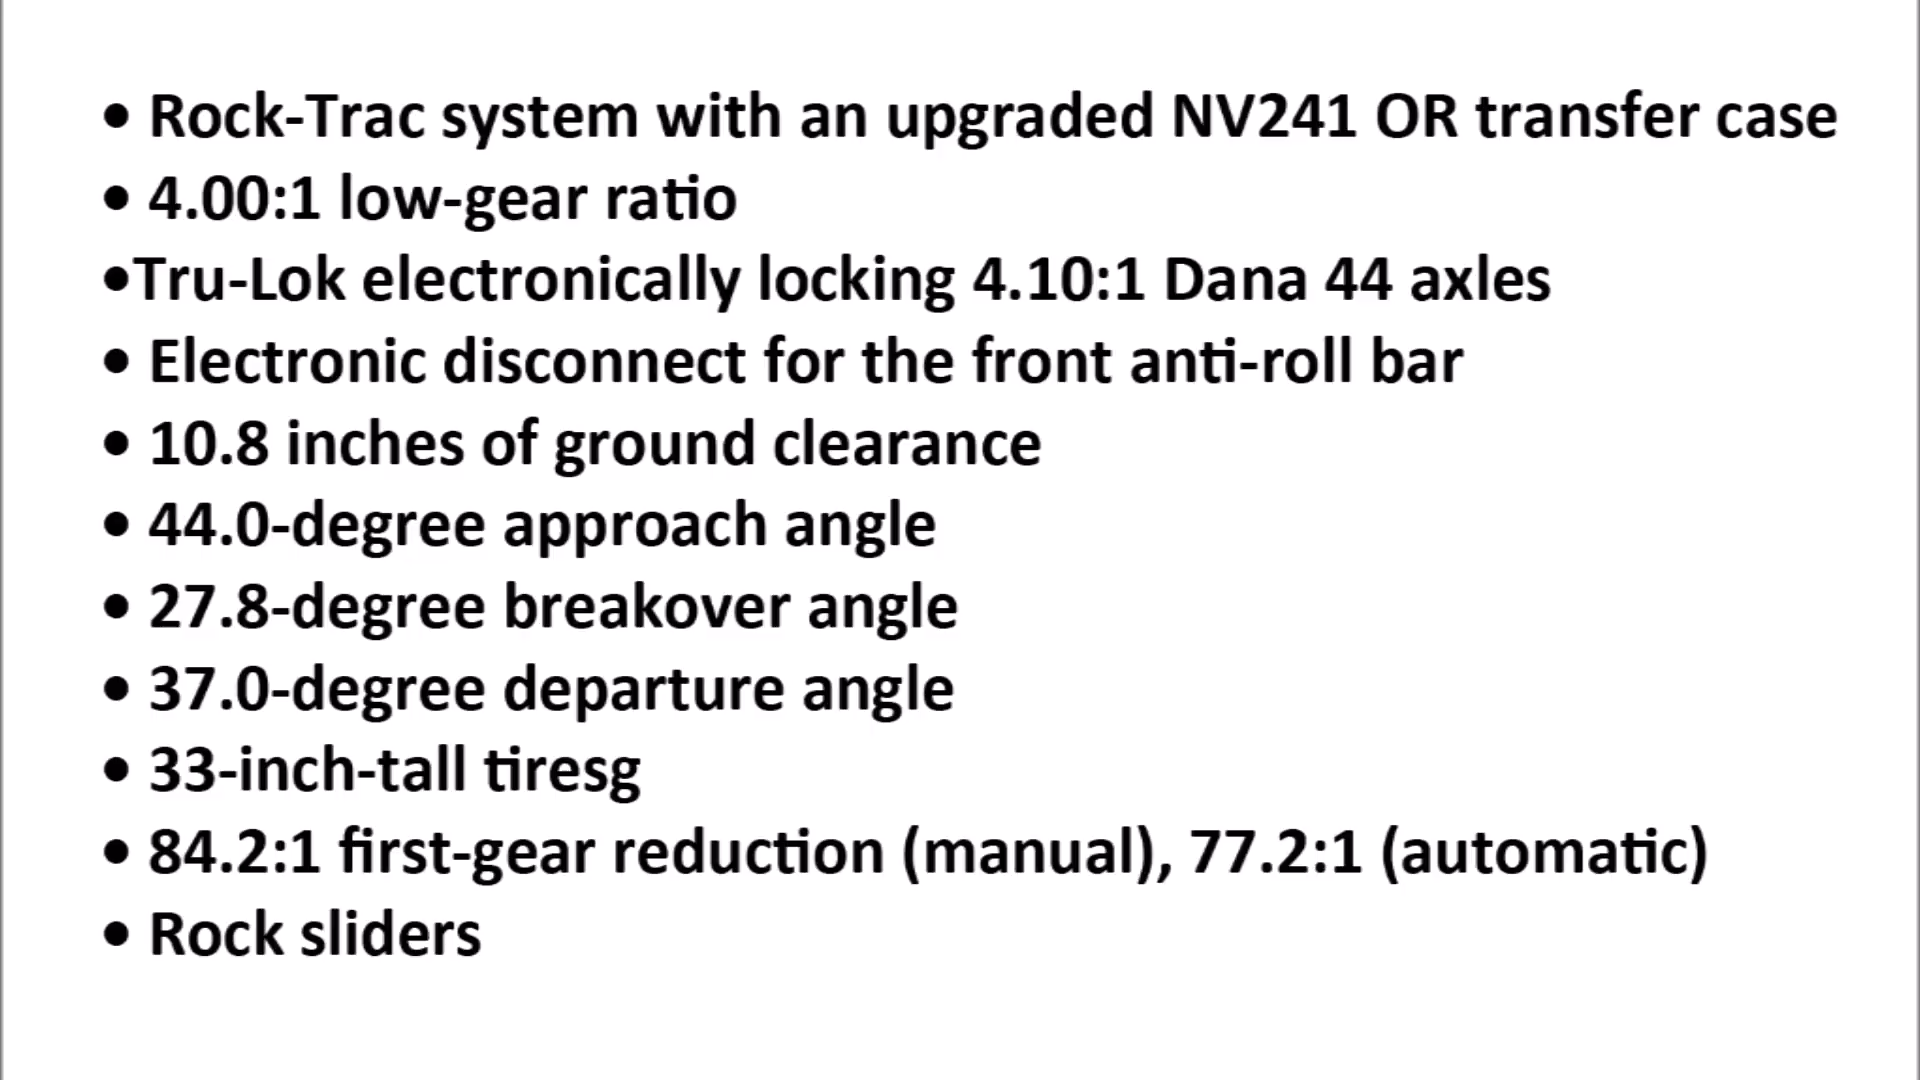 • Rock-Trac system with an upgraded NV241 OR transfer case
• 4.00:1 low-gear ratio
•Tru-Lok electronically locking 4.10:1 Dana 44 axles
• Electronic disconnect for the front anti-roll bar
• 10.8 inches of ground clearance
• 44.0-degree approach angle
• 27.8-degree breakover angle
• 37.0-degree departure angle
• 33-inch-tall tiresg
• 84.2:1 first-gear reduction (manual), 77.2:1 (automatic)
• Rock sliders